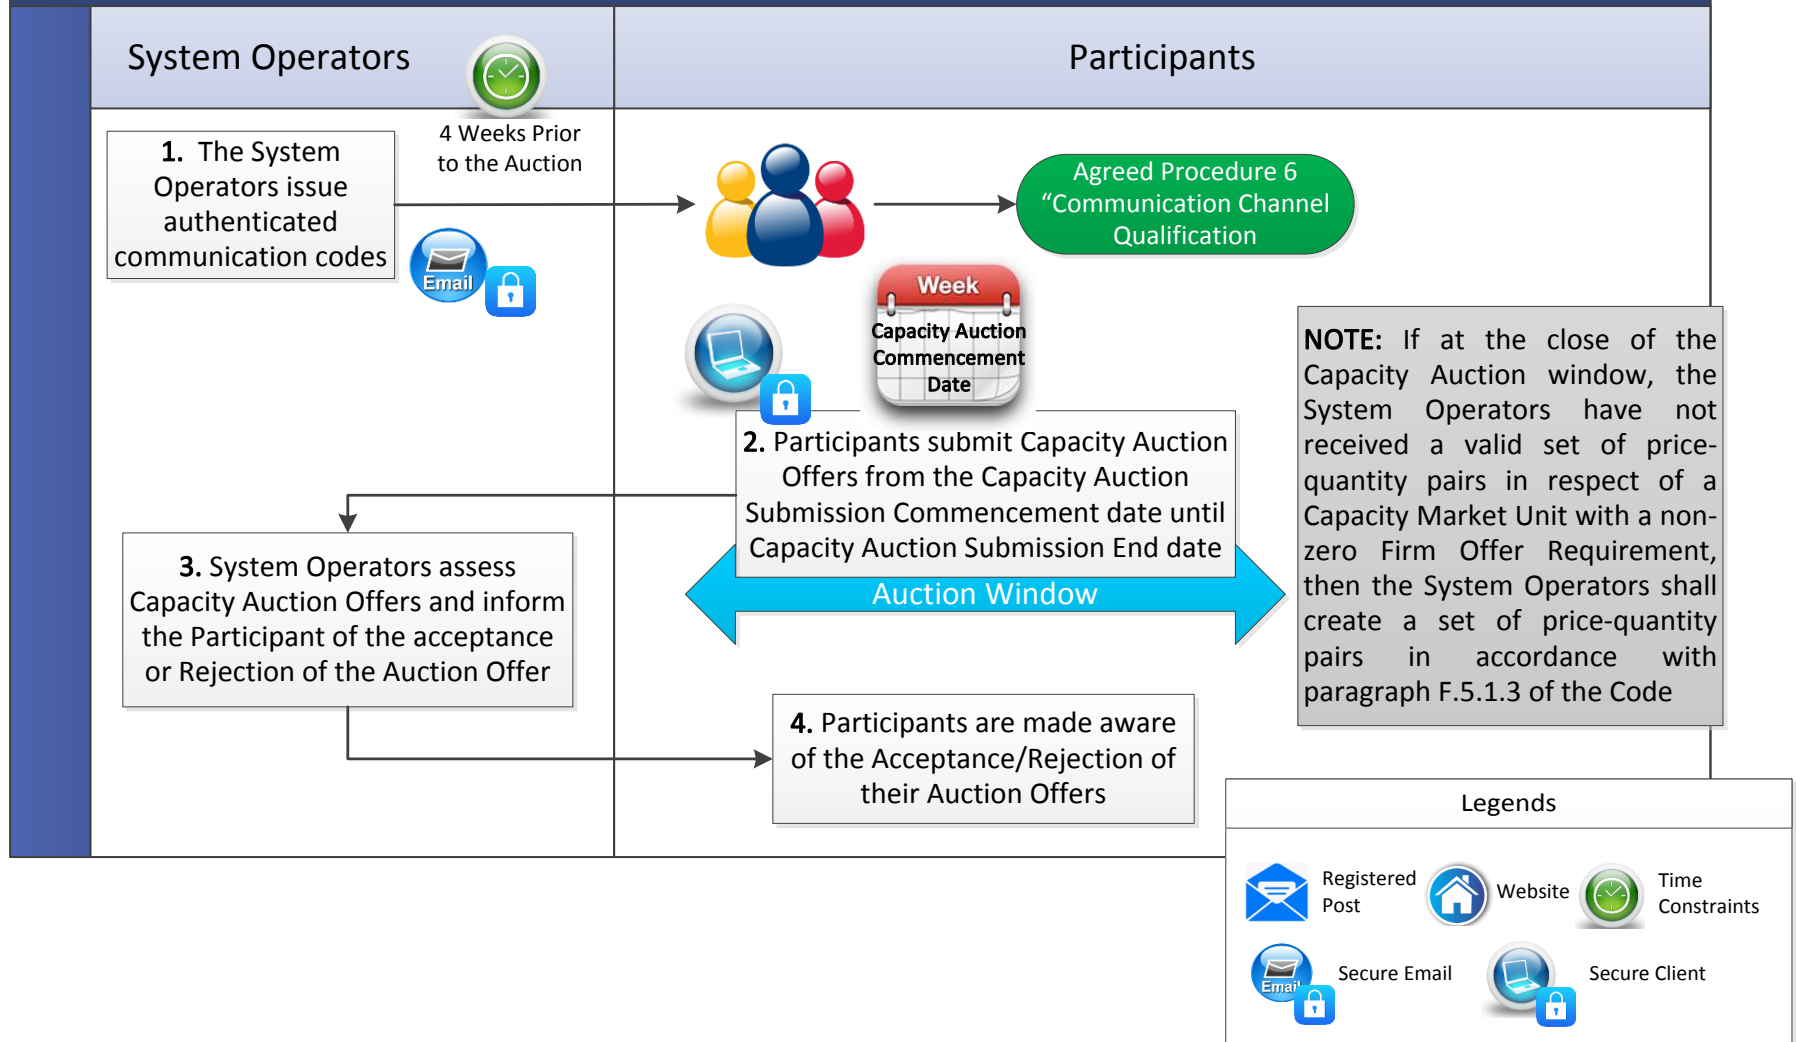 System Operators
Participants
4 Weeks Prior
to the Auction
1. The System
Operators issue
authenticated
communication codes
Email
Agreed Procedure 6
“Communication Channel
Qualification
Week
Capacity Auction
Commencement
Date
2. Participants submit Capacity Auction
Offers from the Capacity Auction
Submission Commencement date until
Capacity Auction Submission End date
Auction Window
NOTE: If at the close of the
Capacity Auction window, the
System Operators have not
received a valid set of price-
quantity pairs in respect of a
Capacity Market Unit with a non-
zero Firm Offer Requirement,
then the System Operators shall
create a set of price-quantity
pairs in accordance with
paragraph F.5.1.3 of the Code
3. System Operators assess
Capacity Auction Offers and inform
the Participant of the acceptance
or Rejection of the Auction Offer
4. Participants are made aware
of the Acceptance/Rejection of
their Auction Offers
Legends
Registered
Post
Website
Time
Constraints
Email
Secure Email
Secure Client